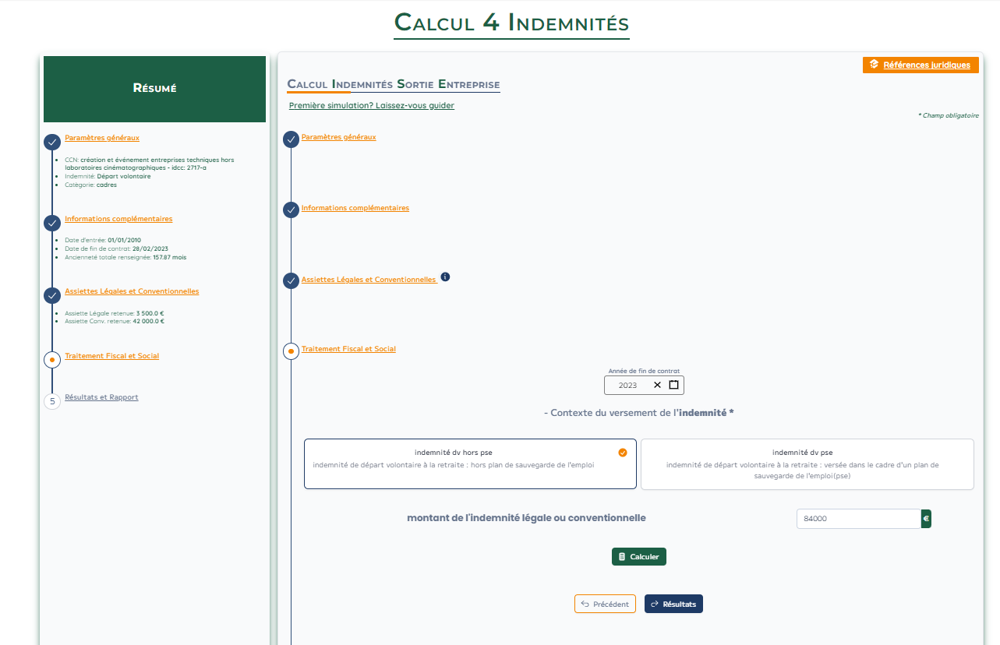 Calcul 4 Indemnités
Résumé
Paramètres généraux
CCN: création et événement entreprises techniques hors
laboratoires cinématographiques - idcc: 2717-a
Indemnité: Départ volontaire
Catégorie: cadres
Informations complémentaires
Date d'entrée: 01/01/2010
Date de fin de contrat: 28/02/2023
Ancienneté totale renseignée: 157.87 mois
Assiettes Légales et Conventionnelles
Assiette Légale retenue: 3 500.0 €
Assiette Conv. retenue: 42 000.0 €
Traitement Fiscal et Social
5 Résultats et Rapport
Références juridiques
Calcul Indemnités Sortie Entreprise
Première simulation? Laissez-vous guider
* Champ obligatoire
Paramètres généraux
Informations complémentaires
Assiettes Légales et Conventionnelles i
Traitement Fiscal et Social
Année de fin de contrat
2023
- Contexte du versement de l'indemnité *
indemnité dv hors pse
indemnité de départ volontaire à la retraite : hors plan de sauvegarde de l'emploi
indemnité dv pse
indemnité de départ volontaire à la retraite : versée dans le cadre d'un plan de
sauvegarde de l'emploi(pse)
montant de l'indemnité légale ou conventionnelle
84000 €
Calculer
Précédent
Résultats